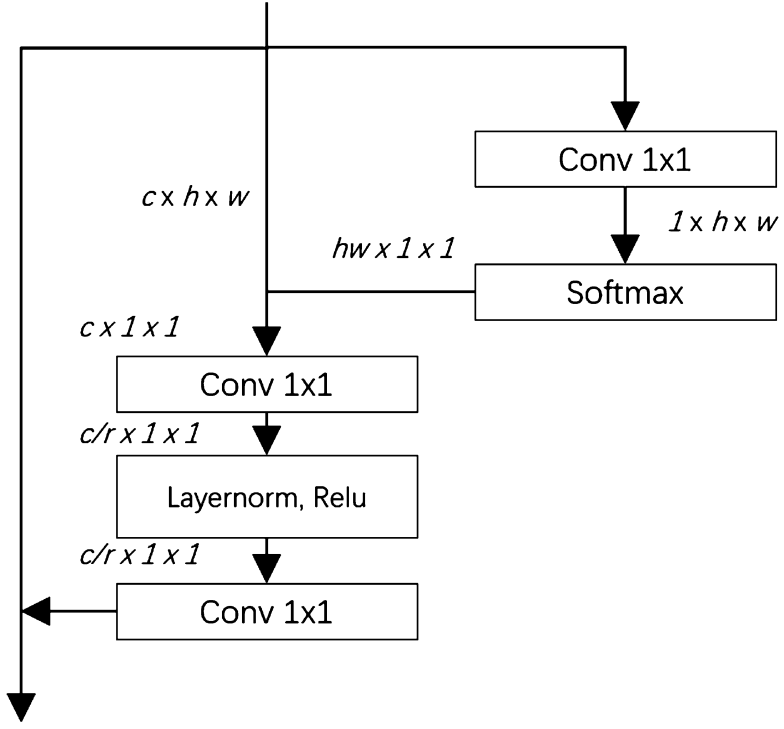 Conv 1x1
c x h x w
1 x h x w
hw x 1 x 1
Softmax
c x 1 x 1
Conv 1x1
c/r x 1 x 1
Layernorm, Relu
c/r x 1 x 1
Conv 1x1